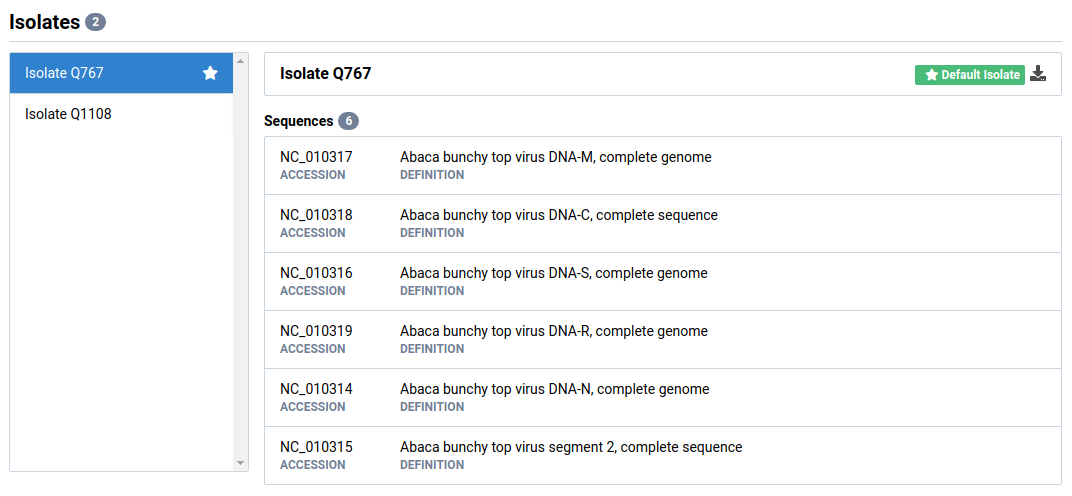 Isolates 2
Isolate Q767
Isolate Q1108
Isolate Q767
Default Isolate
Sequences 6
NC_010317 Abaca bunchy top virus DNA-M, complete genome
ACCESSION DEFINITION
NC_010318 Abaca bunchy top virus DNA-C, complete sequence
ACCESSION DEFINITION
NC_010316 Abaca bunchy top virus DNA-S, complete genome
ACCESSION DEFINITION
NC_010319 Abaca bunchy top virus DNA-R, complete genome
ACCESSION DEFINITION
NC_010314 Abaca bunchy top virus DNA-N, complete genome
ACCESSION DEFINITION
NC_010315 Abaca bunchy top virus segment 2, complete sequence
ACCESSION DEFINITION